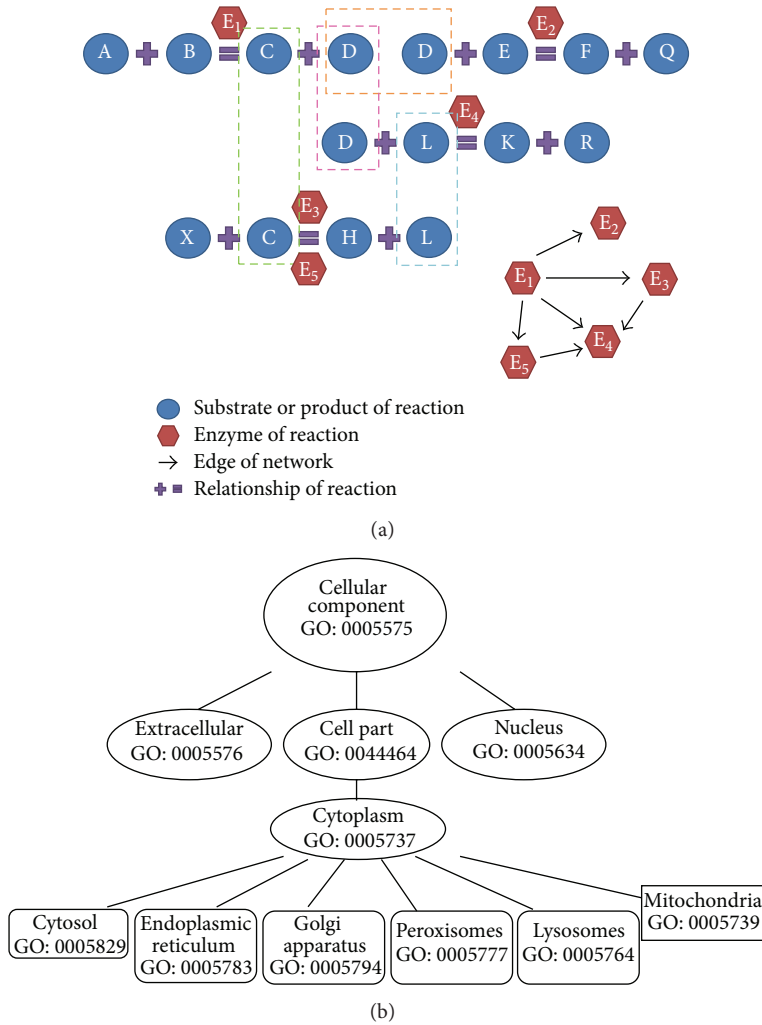 E1 E2
A + B = C + D D + E = F + Q
E4
D + L = K + R
E3
X + C = H + L
E5
E2
E1 E3
E4
E5
Substrate or product of reaction
Enzyme of reaction
→ Edge of network
+ = Relationship of reaction
(a)
Cellular
component
GO: 0005575
Extracellular
GO: 0005576
Cell part
GO: 0044464
Nucleus
GO: 0005634
Cytoplasm
GO: 0005737
Cytosol
GO: 0005829
Endoplasmic
reticulum
GO: 0005783
Golgi
apparatus
GO: 0005794
Peroxisomes
GO: 0005777
Lysosomes
GO: 0005764
Mitochondria
GO: 0005739
(b)